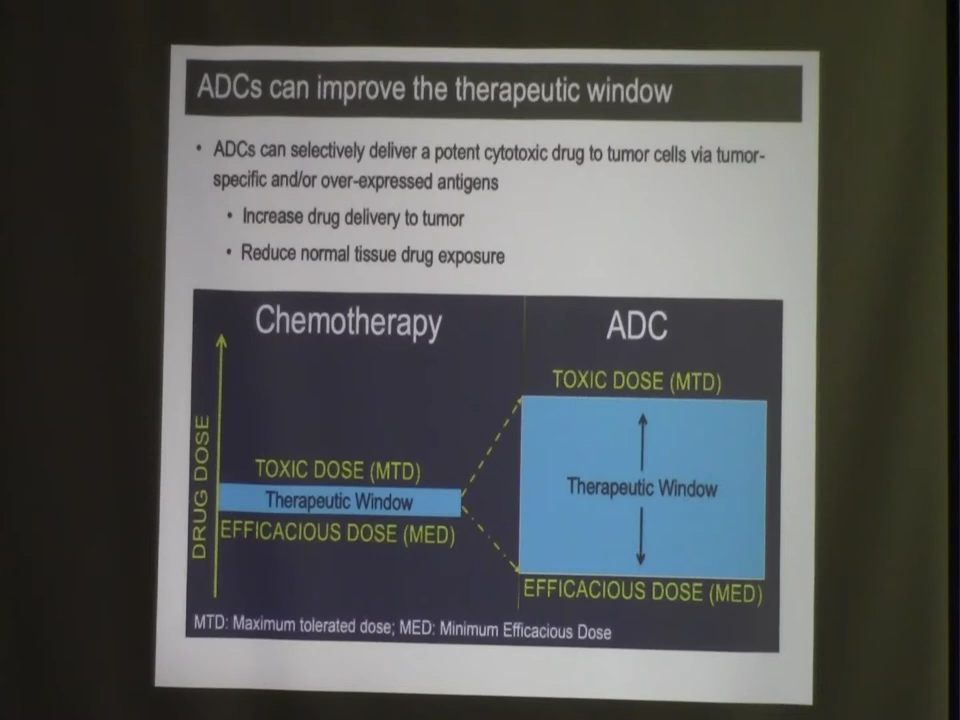 ADCs can improve the therapeutic window
• ADCs can selectively deliver a potent cytotoxic drug to tumor cells via tumor-
specific and/or over-expressed antigens
• Increase drug delivery to tumor
• Reduce normal tissue drug exposure
Chemotherapy
ADC
DRUG DOSE
TOXIC DOSE (MTD)
Therapeutic Window
EFFICACIOUS DOSE (MED)
TOXIC DOSE (MTD)
Therapeutic Window
EFFICACIOUS DOSE (MED)
MTD: Maximum tolerated dose; MED: Minimum Efficacious Dose